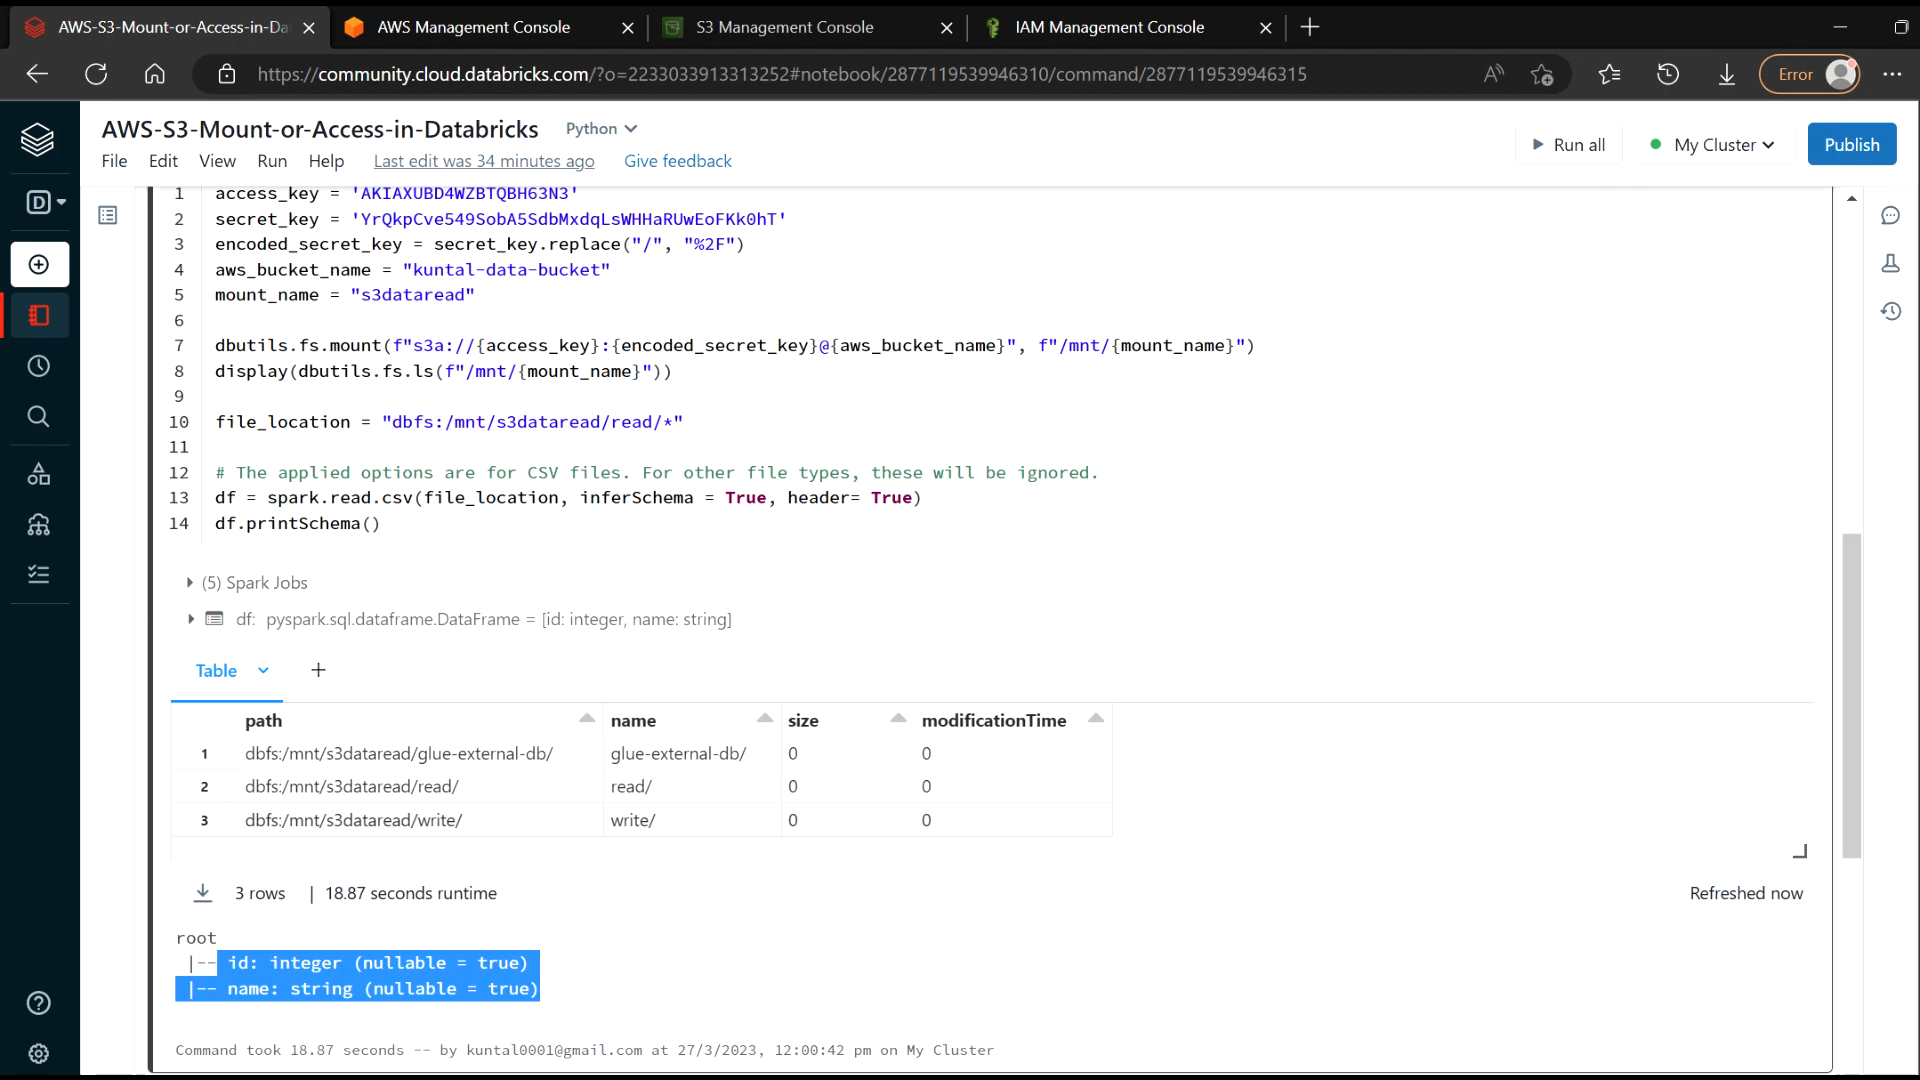 AWS-S3-Mount-or-Access-in-Da
AWS Management Console
S3 Management Console
IAM Management Console
https://community.cloud.databricks.com/?o=2233033913313252#notebook/2877119539946310/command/2877119539946315
Error
AWS-S3-Mount-or-Access-in-Databricks
Python
File Edit View Run Help Last edit was 34 minutes ago Give feedback
Run all
My Cluster
Publish
D
1 access_key = 'AKIAXUBD4WZBTQBH63N3'
2 secret_key = 'YrQkpCve549SobA5SdbMxdqLsWHHaRUwEoFKk0hT'
3 encoded_secret_key = secret_key.replace("/", "%2F")
4 aws_bucket_name = "kuntal-data-bucket"
5 mount_name = "s3dataread"
6
7 dbutils.fs.mount(f"s3a://{access_key}:{encoded_secret_key}@{aws_bucket_name}", f"/mnt/{mount_name}")
8 display(dbutils.fs.ls(f"/mnt/{mount_name}"))
9
10 file_location = "dbfs:/mnt/s3dataread/read/*"
11
12 # The applied options are for CSV files. For other file types, these will be ignored.
13 df = spark.read.csv(file_location, inferSchema = True, header= True)
14 df.printSchema()
(5) Spark Jobs
df: pyspark.sql.dataframe.DataFrame = [id: integer, name: string]
Table +
path name size modificationTime
1 dbfs:/mnt/s3dataread/glue-external-db/ glue-external-db/ 0 0
2 dbfs:/mnt/s3dataread/read/ read/ 0 0
3 dbfs:/mnt/s3dataread/write/ write/ 0 0
3 rows | 18.87 seconds runtime
Refreshed now
root
|-- id: integer (nullable = true)
|-- name: string (nullable = true)
Command took 18.87 seconds -- by kuntal0001@gmail.com at 27/3/2023, 12:00:42 pm on My Cluster